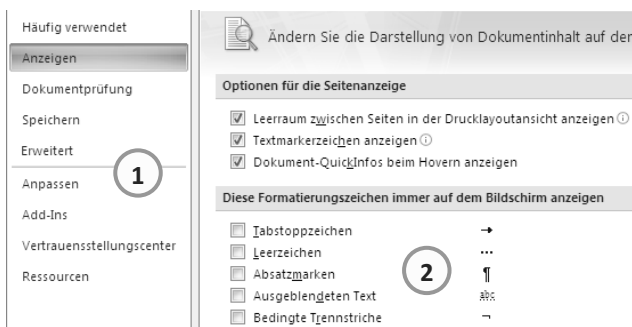 Häufig verwendet
Anzeigen
Dokumentprüfung
Speichern
Erweitert
1
Anpassen
Add-Ins
Vertrauensstellungscenter
Ressourcen
Ändern Sie die Darstellung von Dokumentinhalt auf der
Optionen für die Seitenanzeige
Leerraum zwischen Seiten in der Drucklayoutansicht anzeigen
Textmarkerzeichen anzeigen
Dokument-QuickInfos beim Hovern anzeigen
Diese Formatierungszeichen immer auf dem Bildschirm anzeigen
Tabstoppzeichen →
Leerzeichen ...
Absatzmarken ¶
2
Ausgeblendeten Text abc
Bedingte Trennstriche ¬